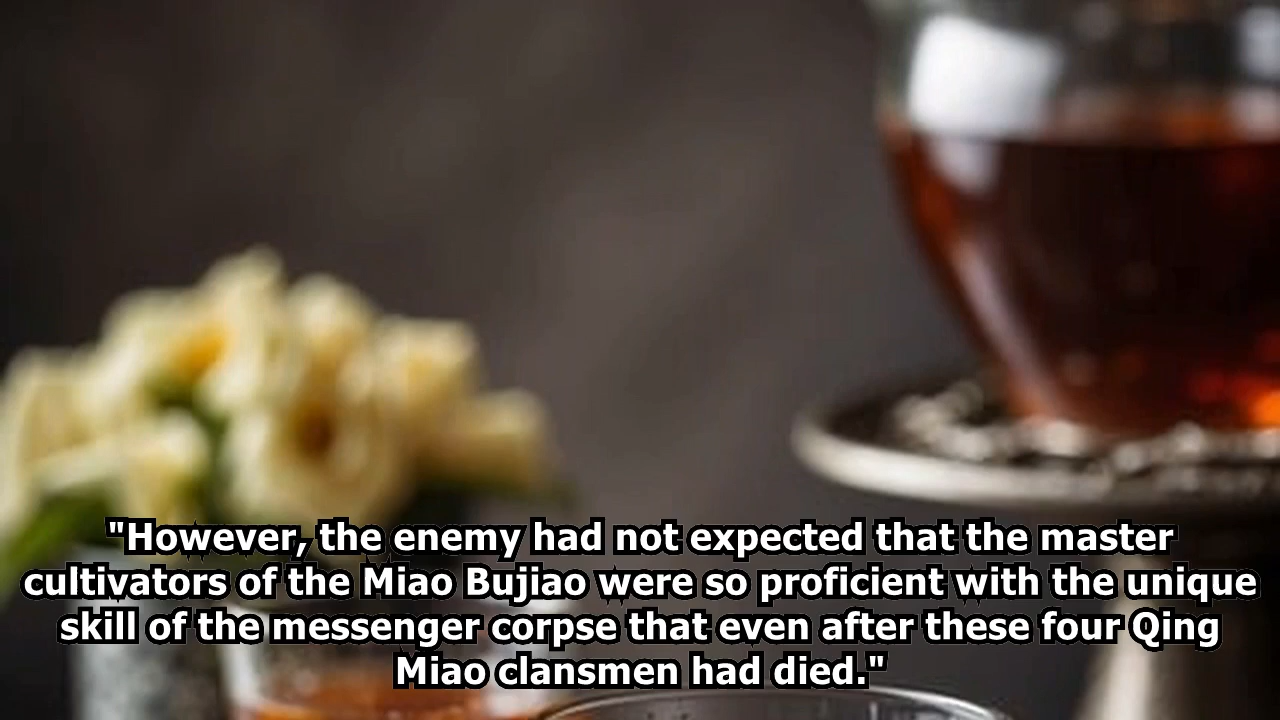 "However, the enemy had not expected that the master
cultivators of the Miao Bujiao were so proficient with the unique
skill of the messenger corpse that even after these four Qing
Miao clansmen had died."